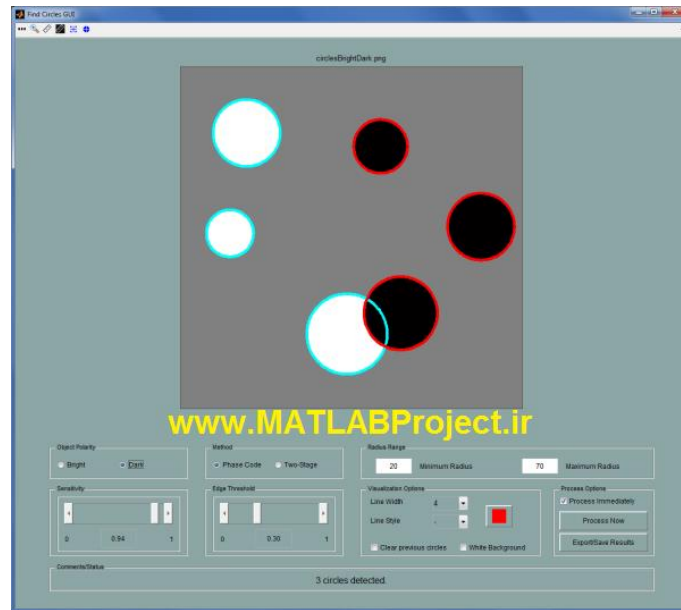 Find Circles GUI
circlesBrightDark.png
www.MATLABProject.ir
Object Polarity
Bright
Dark
Method
Phase Code
Two-Stage
Radius Range
20
Minimum Radius
70
Maximum Radius
Sensitivity
0
0.94
1
Edge Threshold
0
0.30
1
Visualization Options
Line Width
4
Line Style
-
Clear previous circles
White Background
Process Options
Process Immediately
Process Now
Export/Save Results
Comments/Status
3 circles detected.